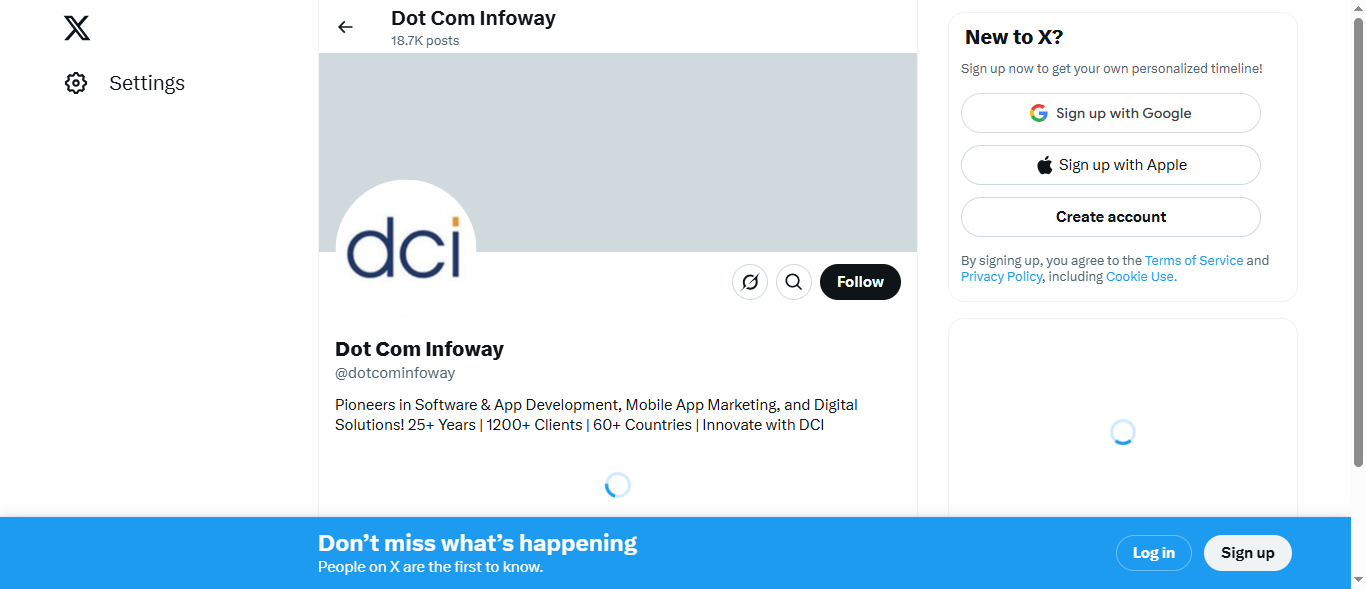 Settings
Dot Com Infoway
18.7K posts
dci
Follow
Dot Com Infoway
@dotcominfoway
Pioneers in Software & App Development, Mobile App Marketing, and Digital
Solutions! 25+ Years | 1200+ Clients | 60+ Countries | Innovate with DCI
New to X?
Sign up now to get your own personalized timeline!
Sign up with Google
Sign up with Apple
Create account
By signing up, you agree to the Terms of Service and
Privacy Policy, including Cookie Use.
Don’t miss what’s happening
People on X are the first to know.
Log in
Sign up